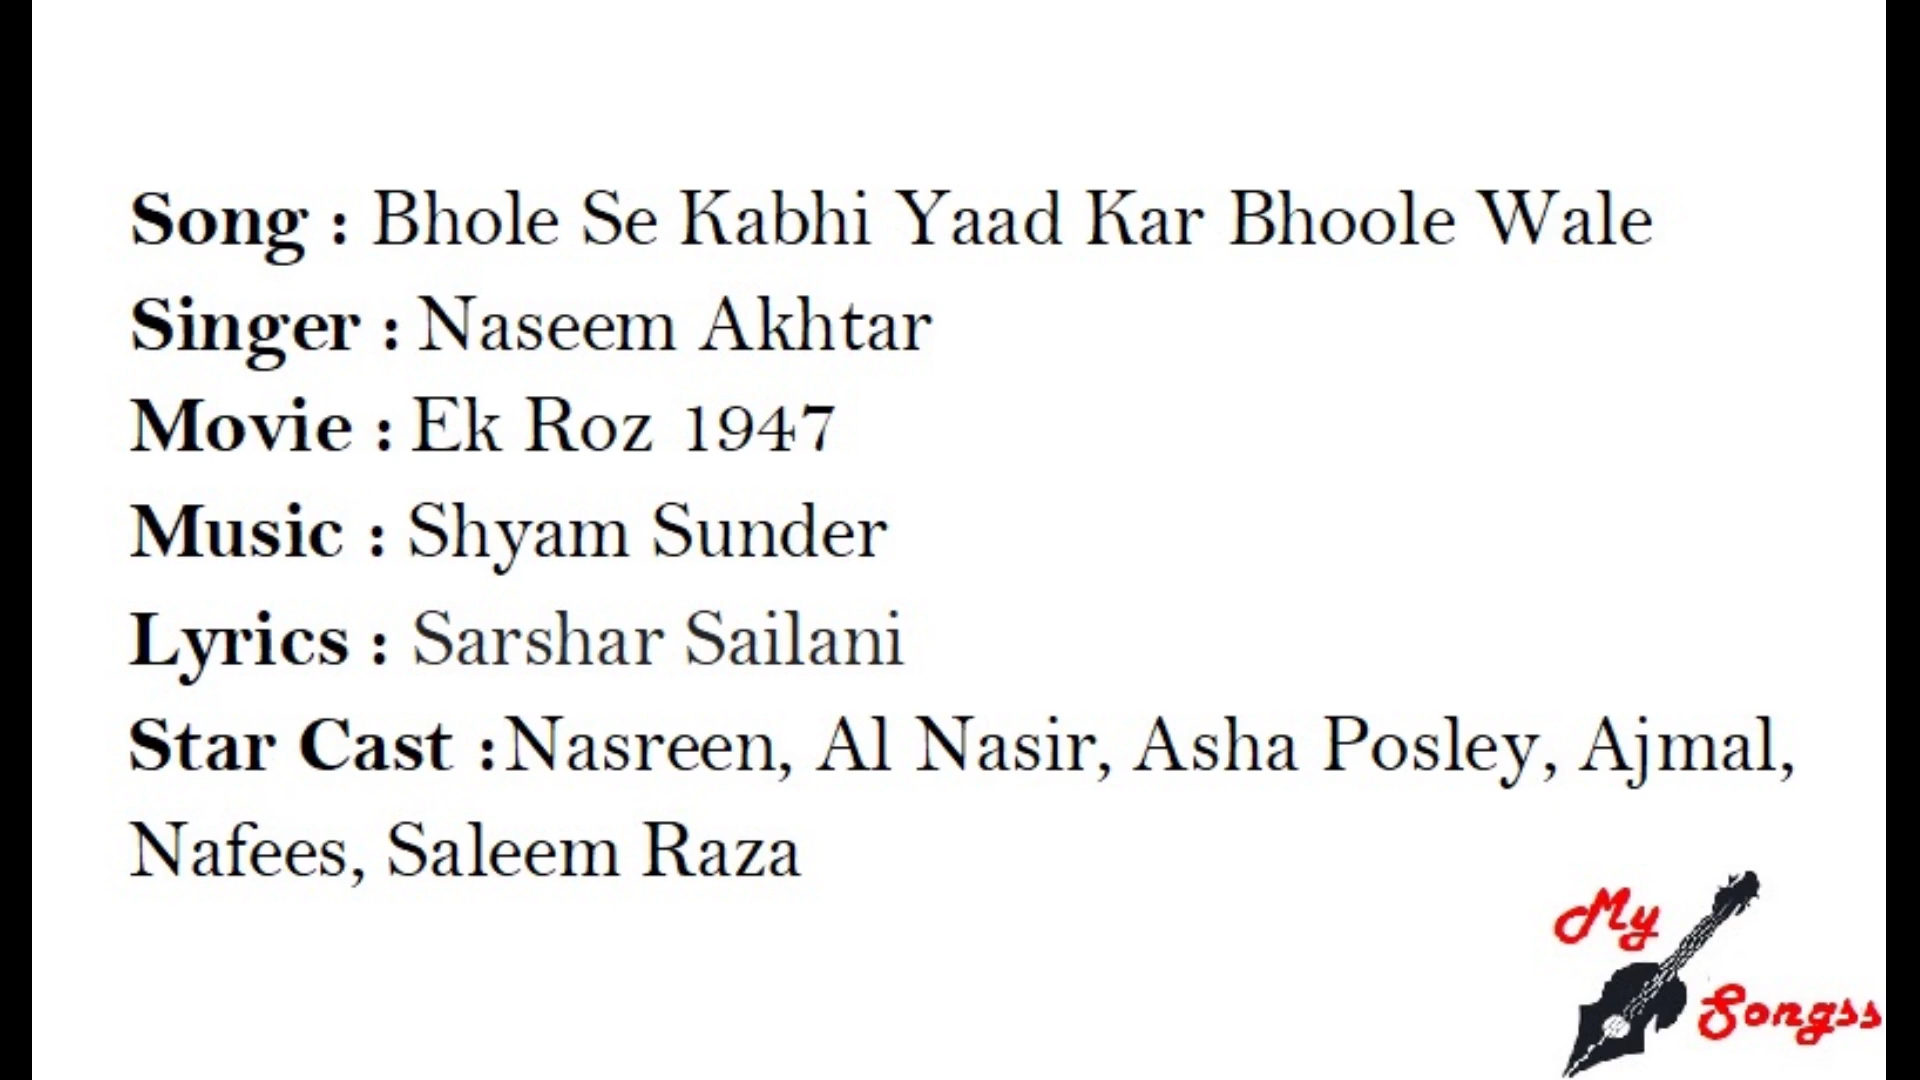 Song : Bhole Se Kabhi Yaad Kar Bhoole Wale
Singer : Naseem Akhtar
Movie : Ek Roz 1947
Music : Shyam Sunder
Lyrics : Sarshar Sailani
Star Cast :Nasreen, Al Nasir, Asha Posley, Ajmal,
Nafees, Saleem Raza
My
Songss